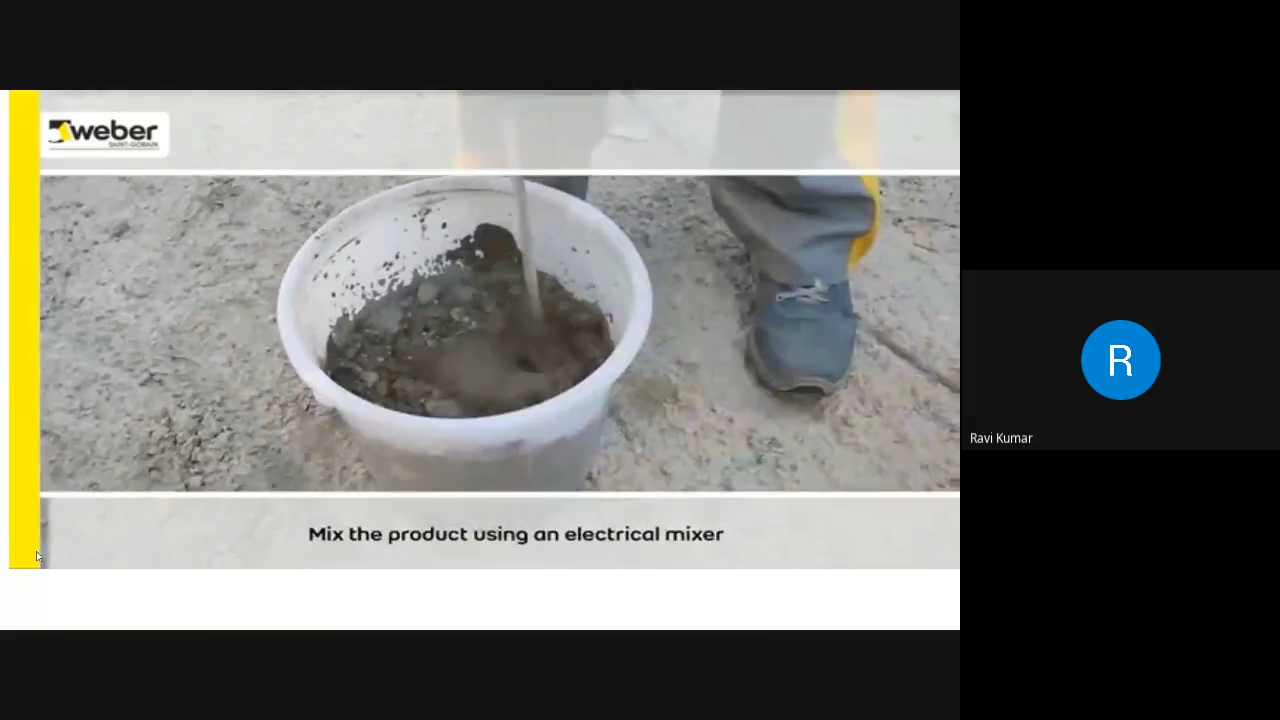 weber
SAINT-GOBAIN
Mix the product using an electrical mixer
R
Ravi Kumar